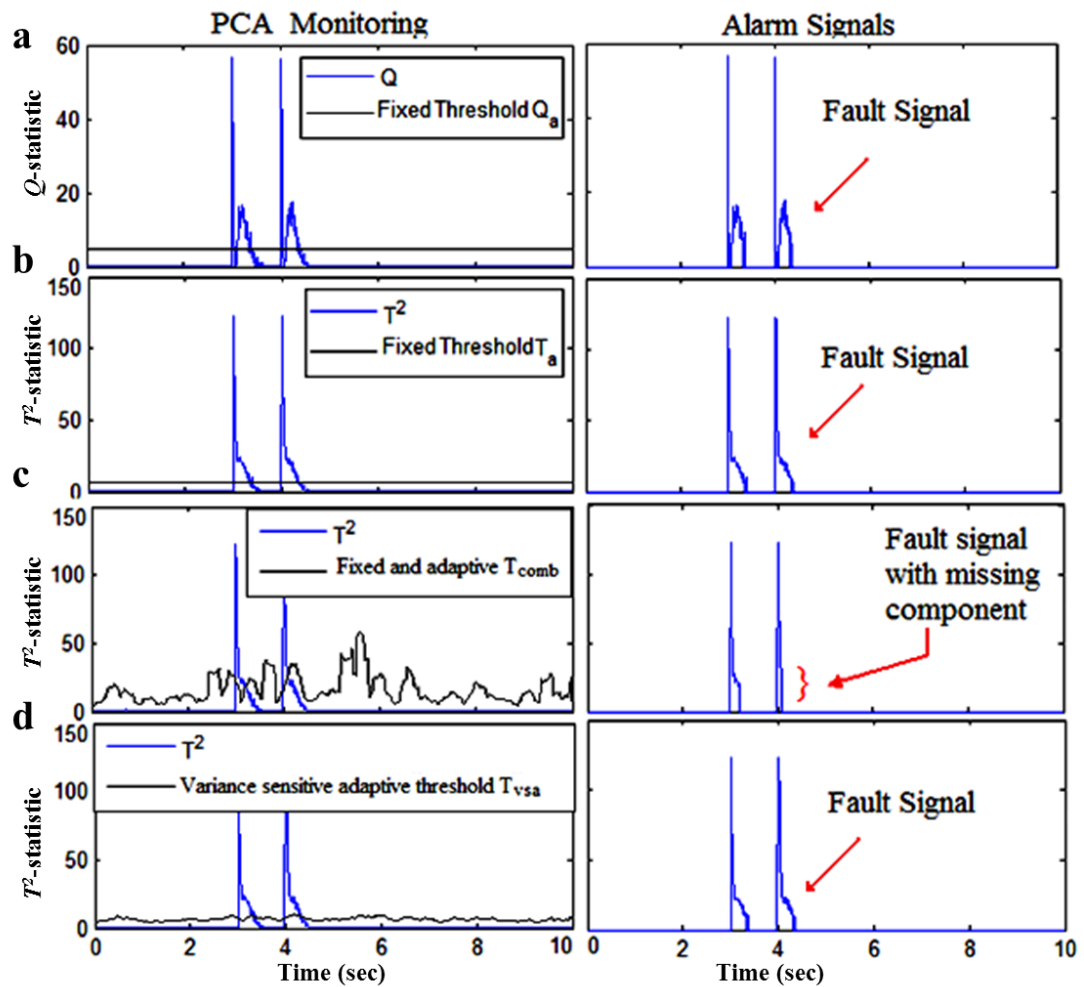 PCA Monitoring
Alarm Signals
a
60
40
20
0
Q-statistic
Q
Fixed Threshold Qa
Fault Signal
b
150
100
50
0
T2-statistic
T2
Fixed Threshold Ta
Fault Signal
c
150
100
50
0
T2-statistic
T2
Fixed and adaptive Tcomb
Fault signal
with missing
component
}
d
150
100
50
0
T2-statistic
T2
Variance sensitive adaptive threshold Tvsa
Fault Signal
0 2 4 6 8 10
0 2 4 6 8 10
Time (sec)
Time (sec)